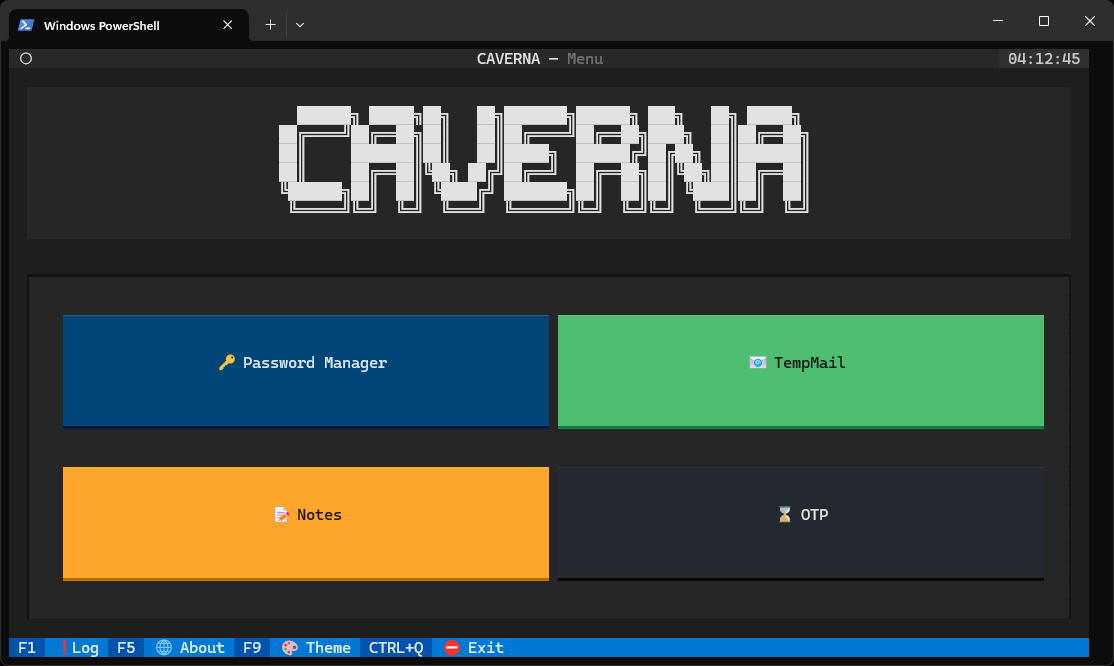 Windows PowerShell
CAVERNA — Menu 04:12:45
CAVERNA
🔑 Password Manager
📧 TempMail
📝 Notes
⌛ OTP
F1 ❗Log F5 🌐 About F9 🎨 Theme CTRL+Q ⛔ Exit